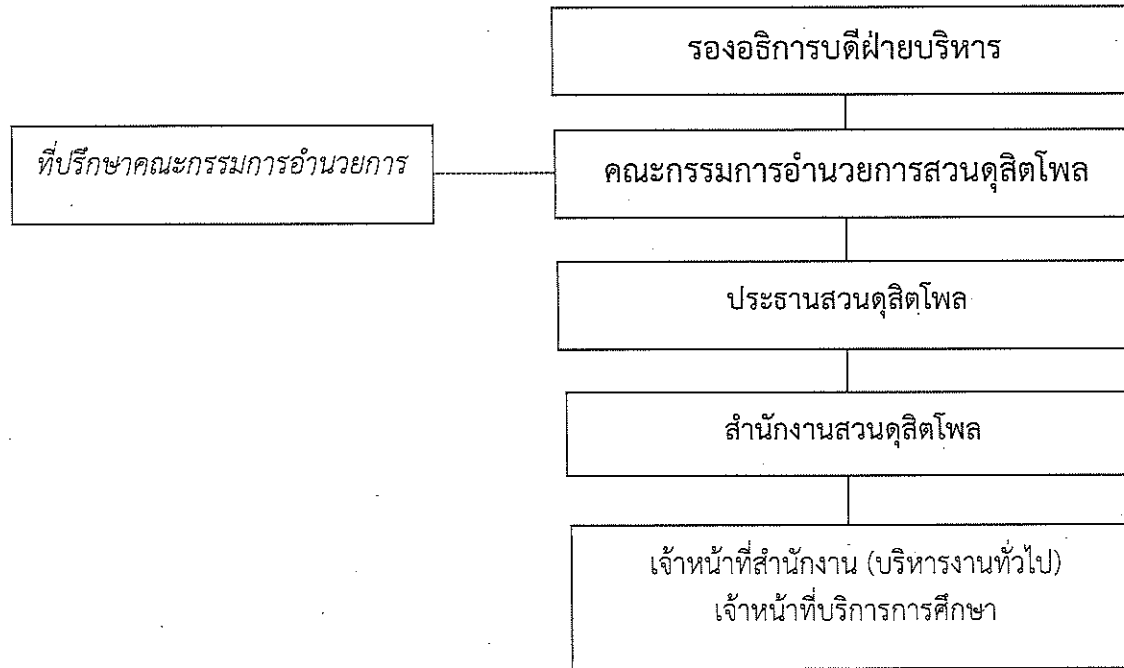 รองอธิการบดีฝ่ายบริหาร
ที่ปรึกษาคณะกรรมการอำนวยการ
คณะกรรมการอำนวยการสวนดุสิตโพล
ประธานสวนดุสิตโพล
สำนักงานสวนดุสิตโพล
เจ้าหน้าที่สำนักงาน (บริหารงานทั่วไป)
เจ้าหน้าที่บริการการศึกษา